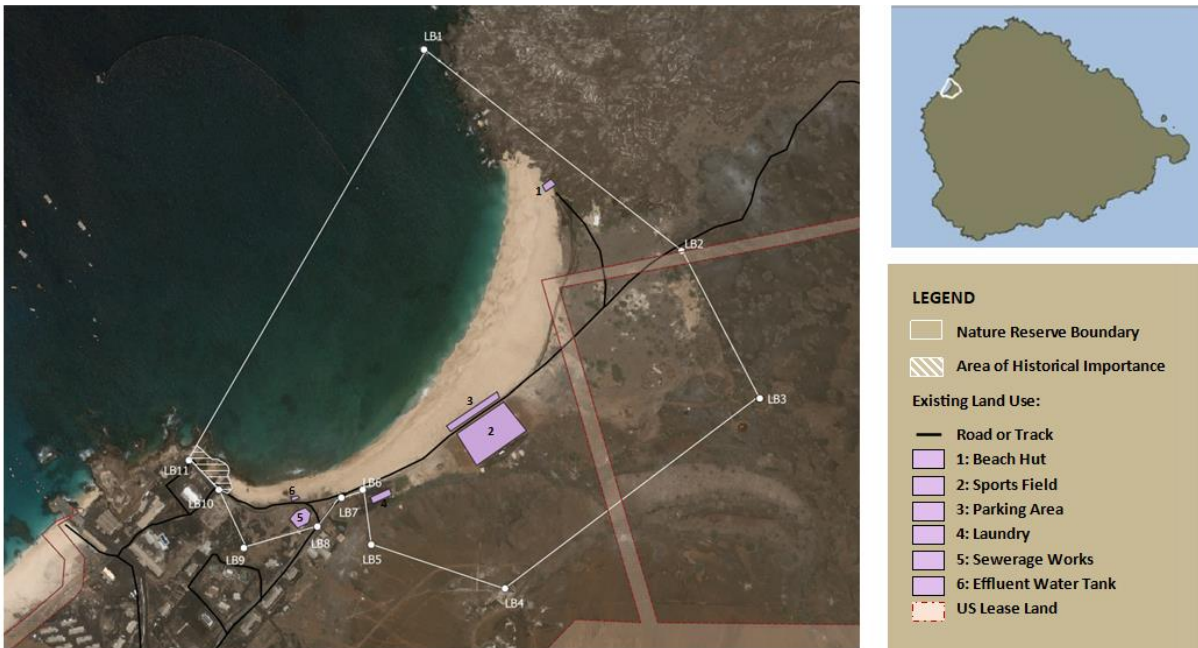 LB1
1
LB2
LB3
3
2
LB11
LB6
6
LB10
LB7
4
5
LB8
LB9
LB5
LB4
LEGEND
Nature Reserve Boundary
Area of Historical Importance
Existing Land Use:
Road or Track
1: Beach Hut
2: Sports Field
3: Parking Area
4: Laundry
5: Sewerage Works
6: Effluent Water Tank
US Lease Land